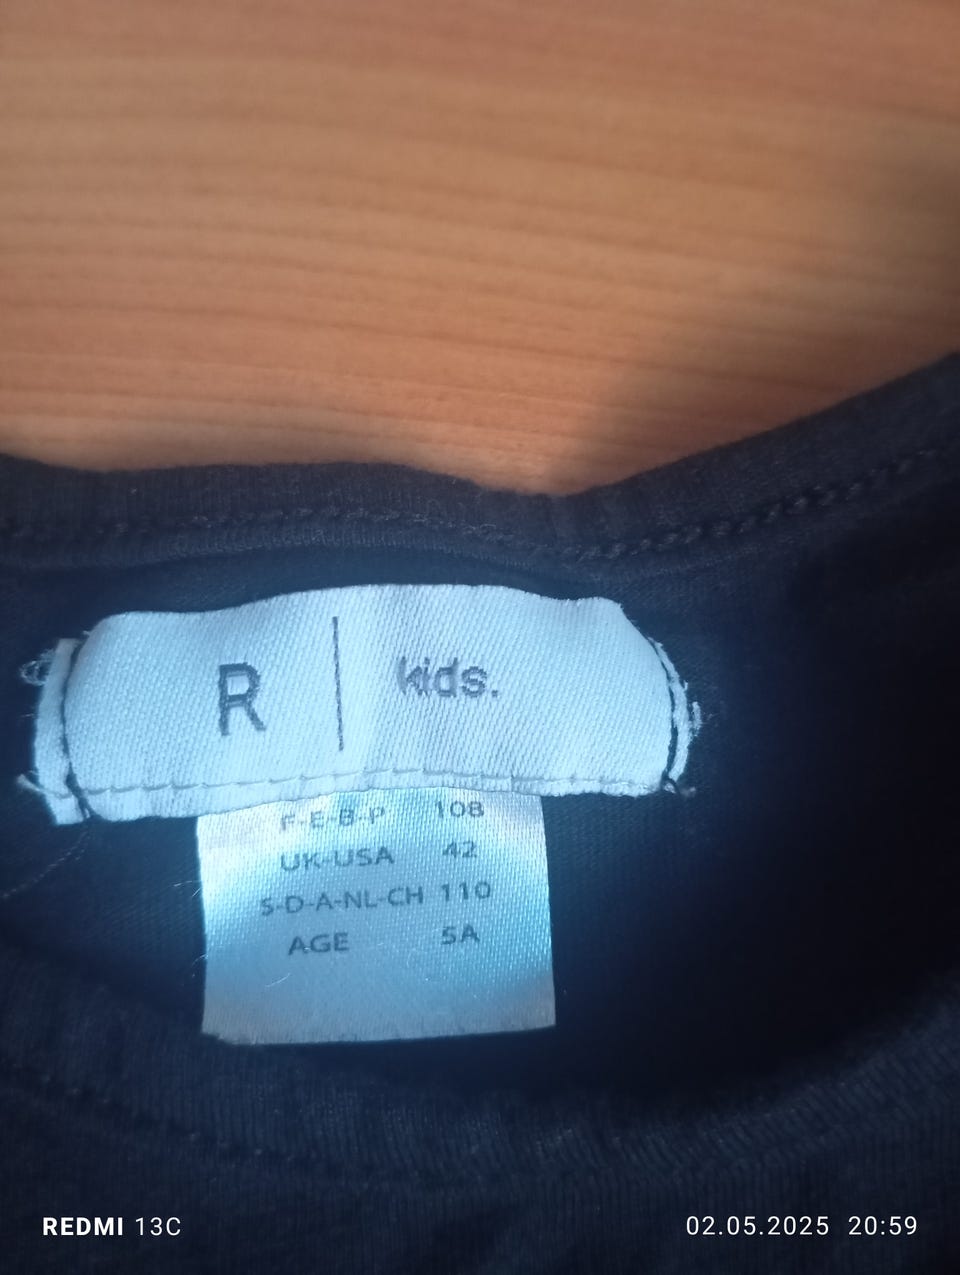 R | kids.
F-E-B-P 108
UK-USA 42
S-D-A-NL-CH 110
AGE 5A
REDMI 13C
02.05.2025 20:59